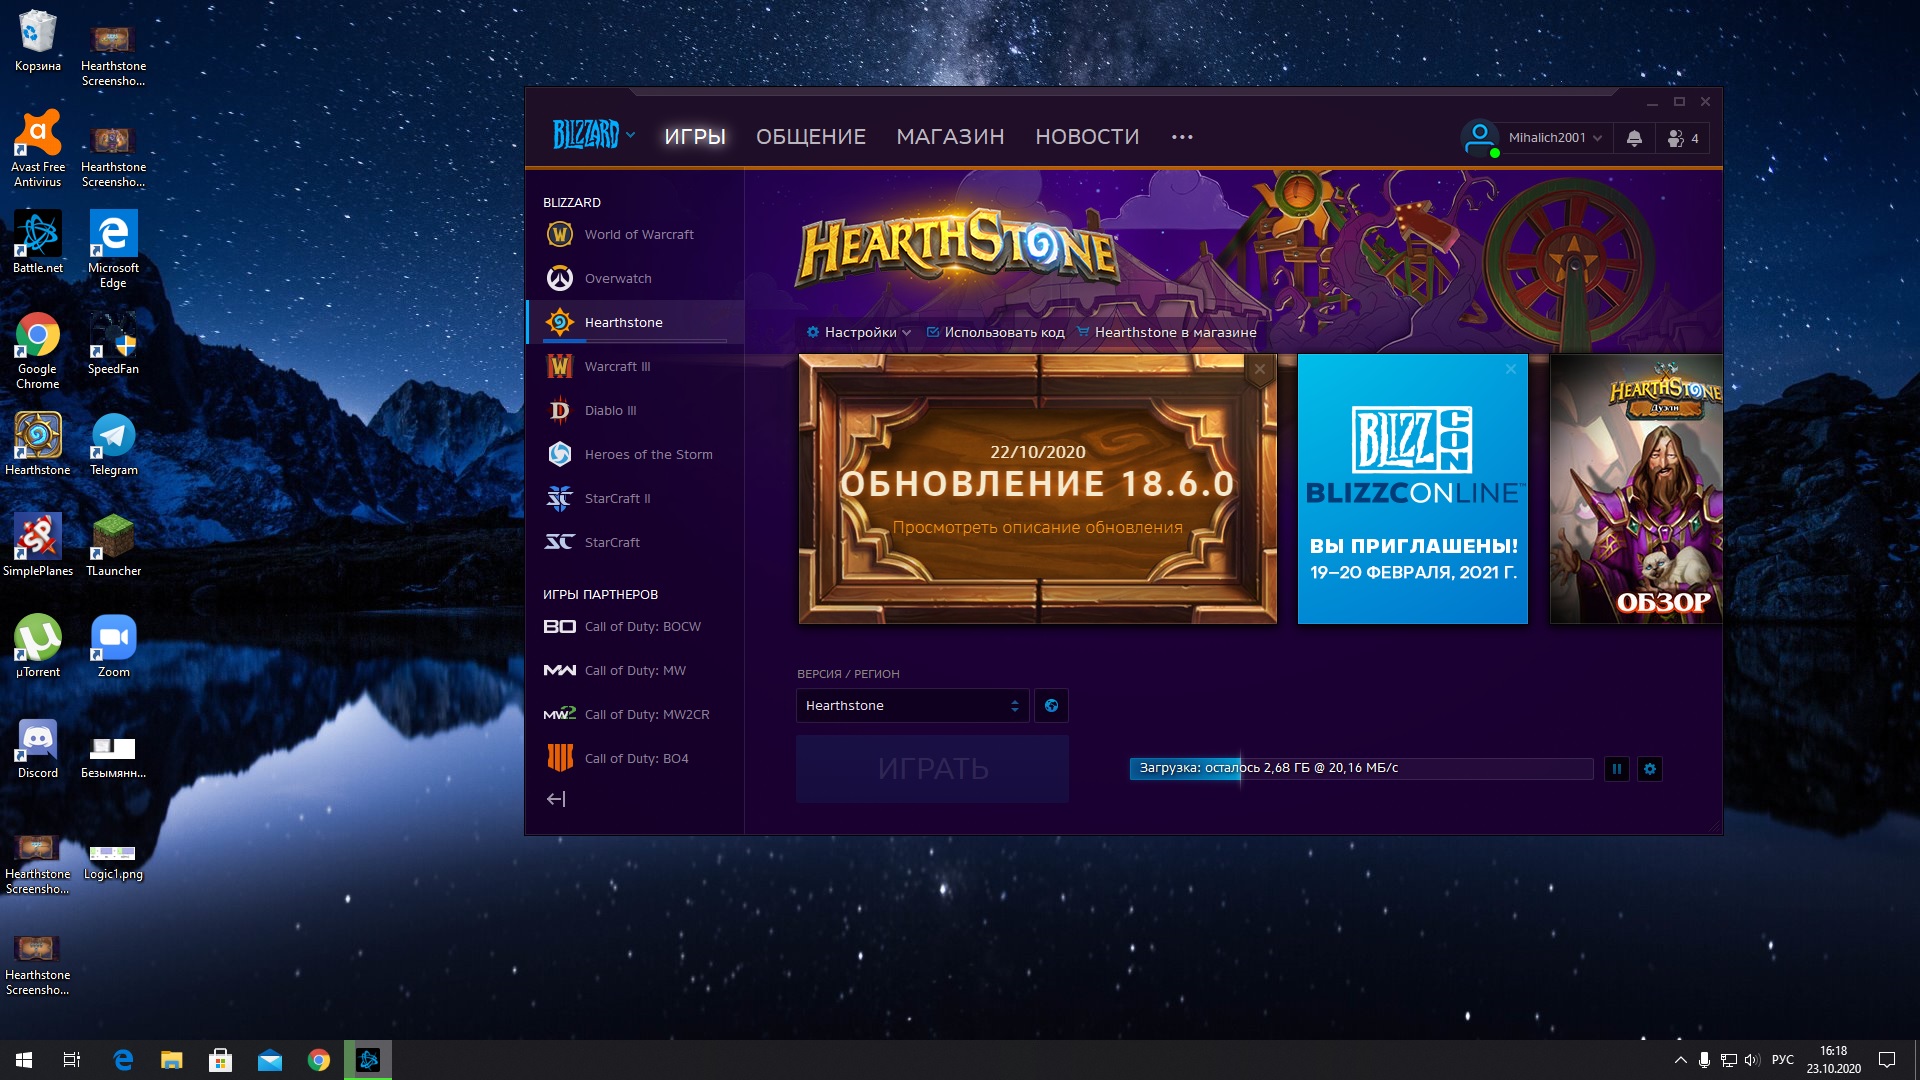 Корзина
Hearthstone
Screensho...
Avast Free
Antivirus
Hearthstone
Screensho...
Battle.net
Microsoft
Edge
Google
Chrome
SpeedFan
Hearthstone
Telegram
SimplePlanes
TLauncher
µTorrent
Zoom
Discord
Безымянн...
Hearthstone
Screensho...
Logic1.png
Hearthstone
Screensho...
BLIZZARD
ИГРЫ
ОБЩЕНИЕ
МАГАЗИН
НОВОСТИ
Mihalich2001
4
BLIZZARD
World of Warcraft
Overwatch
Hearthstone
Warcraft III
Diablo III
Heroes of the Storm
StarCraft II
StarCraft
ИГРЫ ПАРТНЕРОВ
Call of Duty: BOCW
Call of Duty: MW
Call of Duty: MW2CR
Call of Duty: BO4
HEARTHSTONE
Настройки
Использовать код
Hearthstone в магазине
22/10/2020
ОБНОВЛЕНИЕ 18.6.0
Просмотреть описание обновления
BLIZZ CON
BLIZZCONLINE™
ВЫ ПРИГЛАШЕНЫ!
19–20 ФЕВРАЛЯ, 2021 Г.
HEARTHSTONE
Дуэли
ОБЗОР
ВЕРСИЯ / РЕГИОН
Hearthstone
ИГРАТЬ
Загрузка: осталось 2,68 ГБ @ 20,16 МБ/с
РУС
16:18
23.10.2020